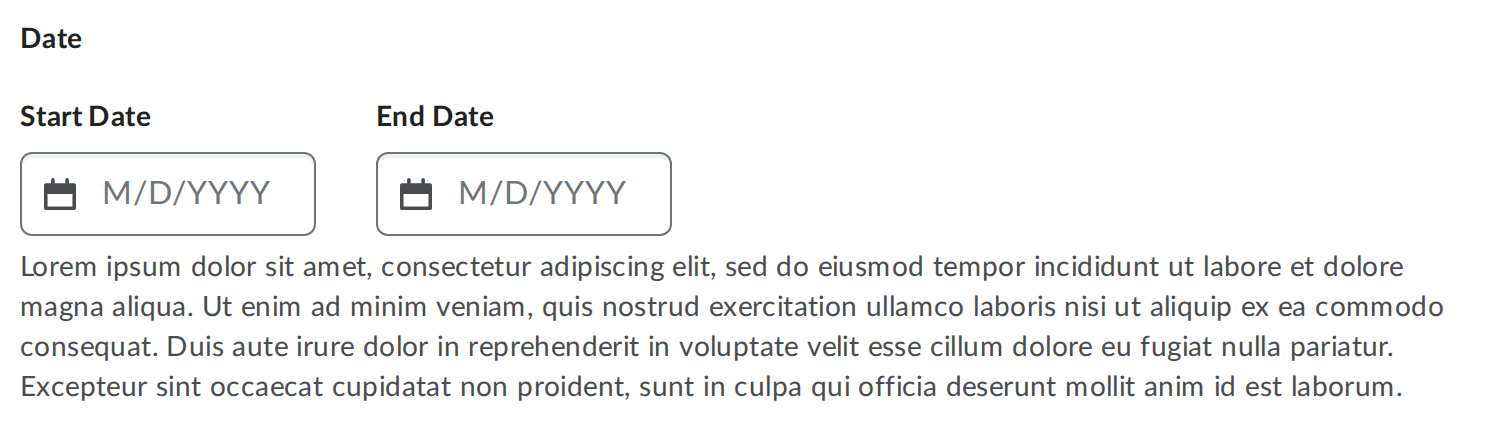 Date
Start Date End Date
M/D/YYYY M/D/YYYY
Lorem ipsum dolor sit amet, consectetur adipiscing elit, sed do eiusmod tempor incididunt ut labore et dolore
magna aliqua. Ut enim ad minim veniam, quis nostrud exercitation ullamco laboris nisi ut aliquip ex ea commodo
consequat. Duis aute irure dolor in reprehenderit in voluptate velit esse cillum dolore eu fugiat nulla pariatur.
Excepteur sint occaecat cupidatat non proident, sunt in culpa qui officia deserunt mollit anim id est laborum.